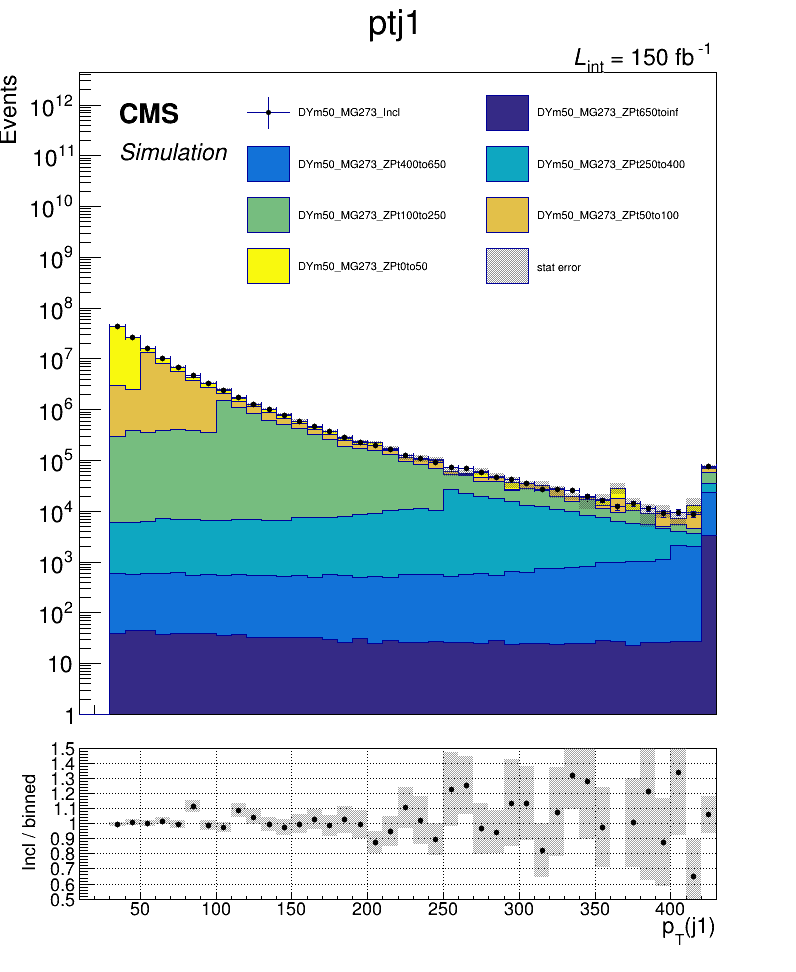 ptj1
L_int = 150 fb^-1
Events
CMS
Simulation
DYm50_MG273_Incl
DYm50_MG273_ZPt650toinf
DYm50_MG273_ZPt400to650
DYm50_MG273_ZPt250to400
DYm50_MG273_ZPt100to250
DYm50_MG273_ZPt50to100
DYm50_MG273_ZPt0to50
stat error
10^12
10^11
10^10
10^9
10^8
10^7
10^6
10^5
10^4
10^3
10^2
10
1
Incl / binned
1.5
1.4
1.3
1.2
1.1
1
0.9
0.8
0.7
0.6
0.5
50 100 150 200 250 300 350 400
p_T(j1)